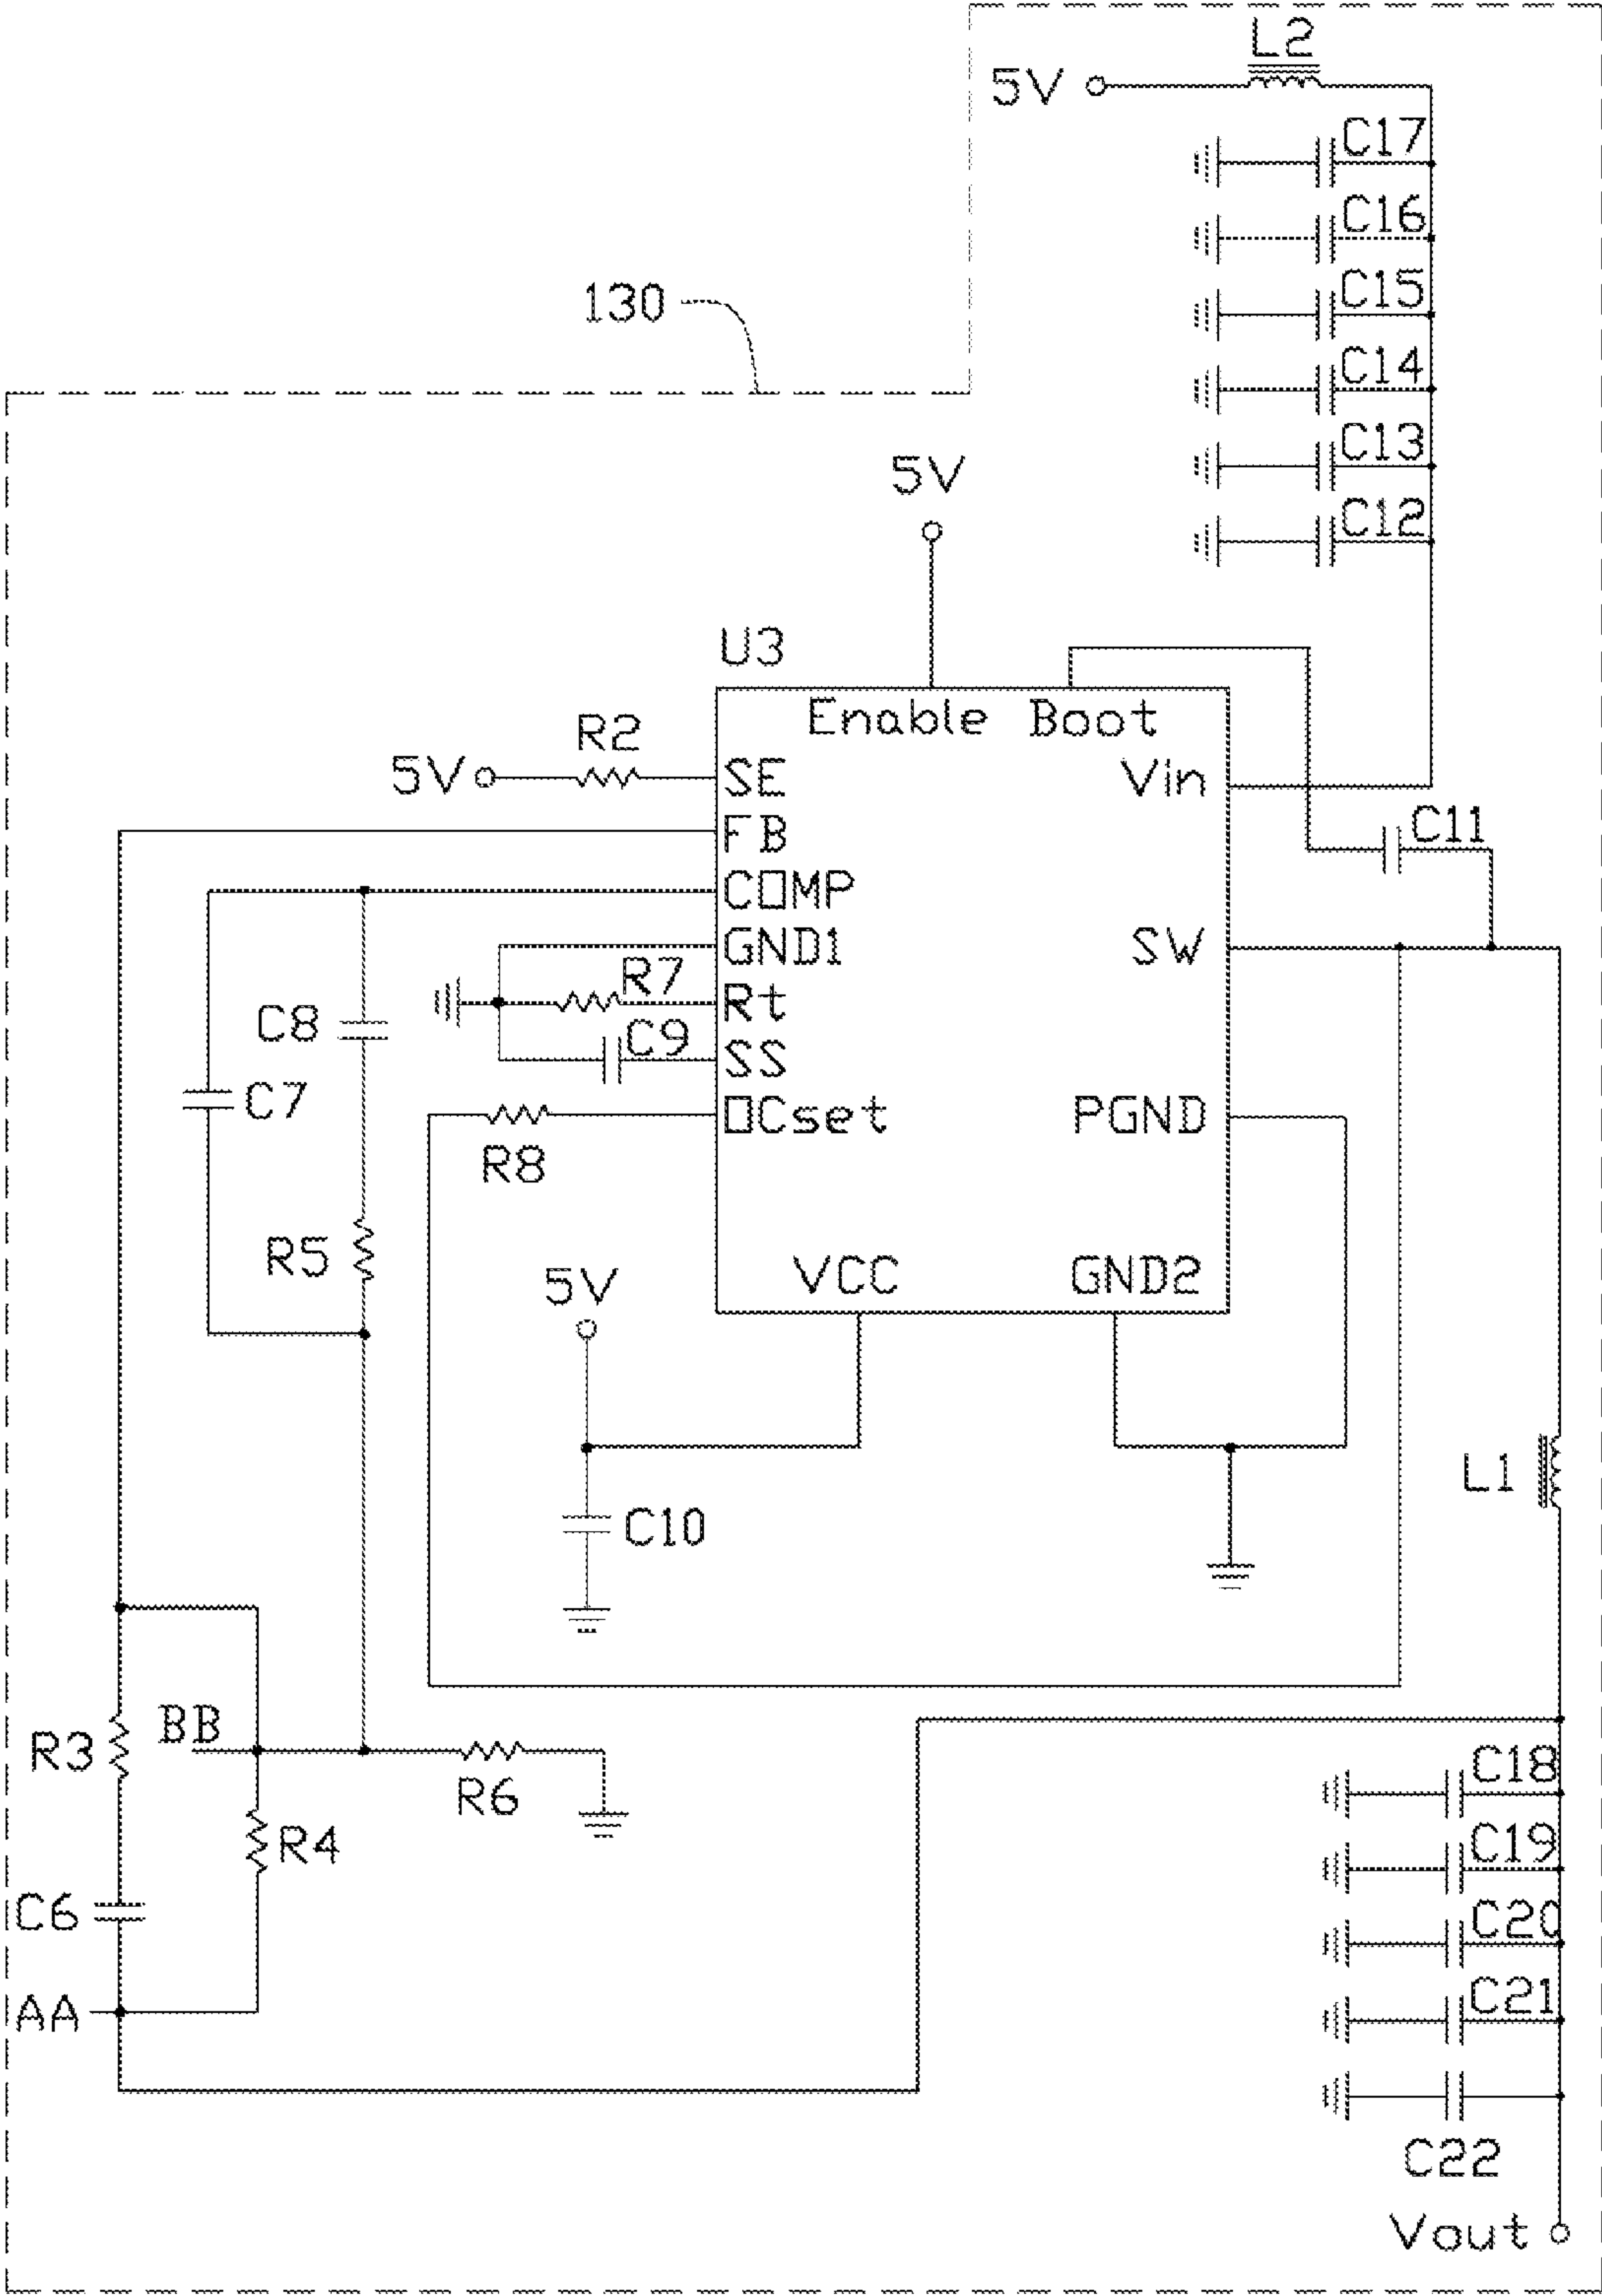 L2
5V
C17
C16
130
C15
C14
C13
5V
C12
U3
Enable Boot
R2
5V
SE
Vin
FB
C11
COMP
GND1
SW
R7
Rt
C8
C9
SS
C7
OCset
PGND
R8
R5
5V
VCC
GND2
L1
C10
BB
R3
R6
C18
R4
C19
C6
C20
AA
C21
C22
Vout